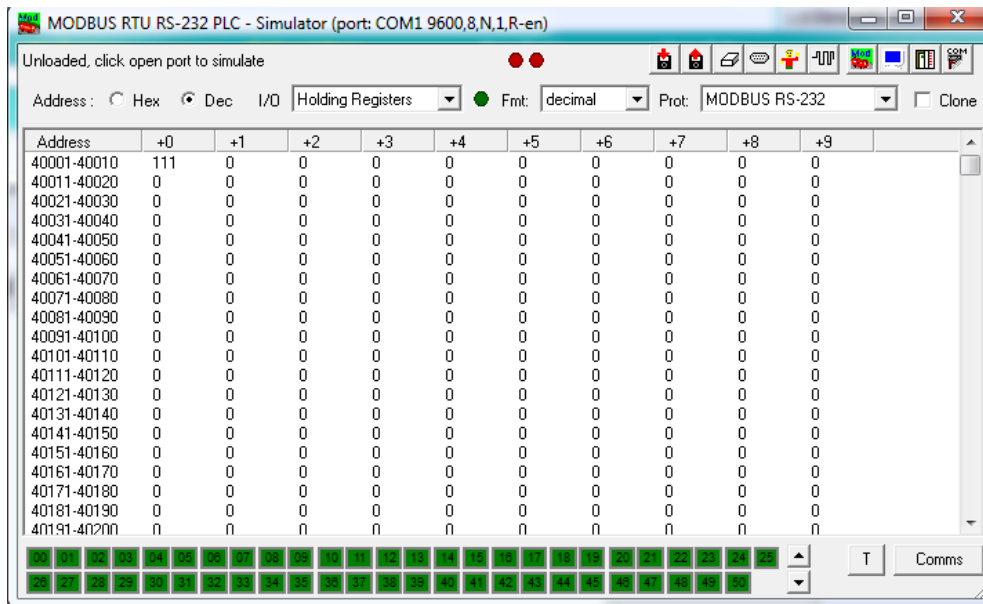 MODBUS RTU RS-232 PLC - Simulator (port: COM1 9600,8,N,1,R-en)
Unloaded, click open port to simulate
Address : Hex Dec I/O Holding Registers Fmt: decimal Prot: MODBUS RS-232 Clone
Address +0 +1 +2 +3 +4 +5 +6 +7 +8 +9
40001-40010 111 0 0 0 0 0 0 0 0 0
40011-40020 0 0 0 0 0 0 0 0 0 0
40021-40030 0 0 0 0 0 0 0 0 0 0
40031-40040 0 0 0 0 0 0 0 0 0 0
40041-40050 0 0 0 0 0 0 0 0 0 0
40051-40060 0 0 0 0 0 0 0 0 0 0
40061-40070 0 0 0 0 0 0 0 0 0 0
40071-40080 0 0 0 0 0 0 0 0 0 0
40081-40090 0 0 0 0 0 0 0 0 0 0
40091-40100 0 0 0 0 0 0 0 0 0 0
40101-40110 0 0 0 0 0 0 0 0 0 0
40111-40120 0 0 0 0 0 0 0 0 0 0
40121-40130 0 0 0 0 0 0 0 0 0 0
40131-40140 0 0 0 0 0 0 0 0 0 0
40141-40150 0 0 0 0 0 0 0 0 0 0
40151-40160 0 0 0 0 0 0 0 0 0 0
40161-40170 0 0 0 0 0 0 0 0 0 0
40171-40180 0 0 0 0 0 0 0 0 0 0
40181-40190 0 0 0 0 0 0 0 0 0 0
40191-40200 0 0 0 0 0 0 0 0 0 0
00 01 02 03 04 05 06 07 08 09 10 11 12 13 14 15 16 17 18 19 20 21 22 23 24 25 T Comms
26 27 28 29 30 31 32 33 34 35 36 37 38 39 40 41 42 43 44 45 46 47 48 49 50